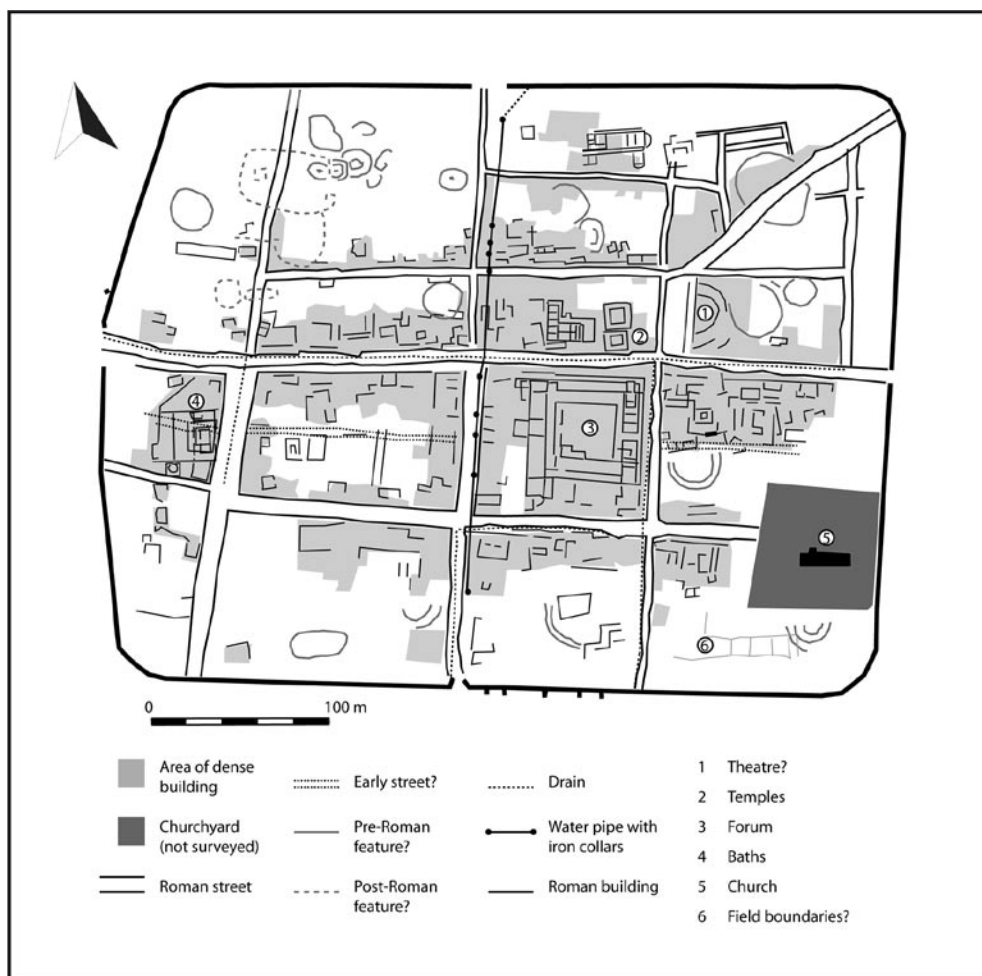 1
2
3
4
5
6
0
100 m
Area of dense
building
Early street?
Drain
1 Theatre?
2 Temples
Churchyard
(not surveyed)
Pre-Roman
feature?
Water pipe with
iron collars
3 Forum
4 Baths
Roman street
Post-Roman
feature?
Roman building
5 Church
6 Field boundaries?